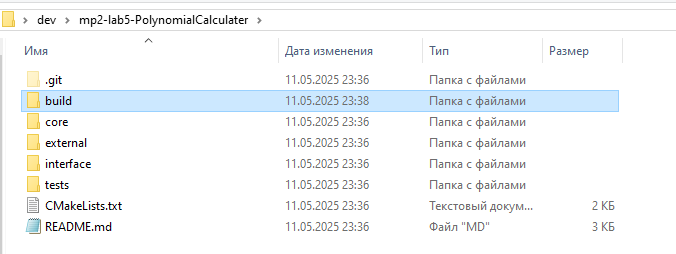 dev > mp2-lab5-PolynomialCalculater >
Имя Дата изменения Тип Размер
.git 11.05.2025 23:36 Папка с файлами
build 11.05.2025 23:38 Папка с файлами
core 11.05.2025 23:36 Папка с файлами
external 11.05.2025 23:36 Папка с файлами
interface 11.05.2025 23:36 Папка с файлами
tests 11.05.2025 23:36 Папка с файлами
CMakeLists.txt 11.05.2025 23:36 Текстовый докум... 2 КБ
README.md 11.05.2025 23:36 Файл "MD" 3 КБ